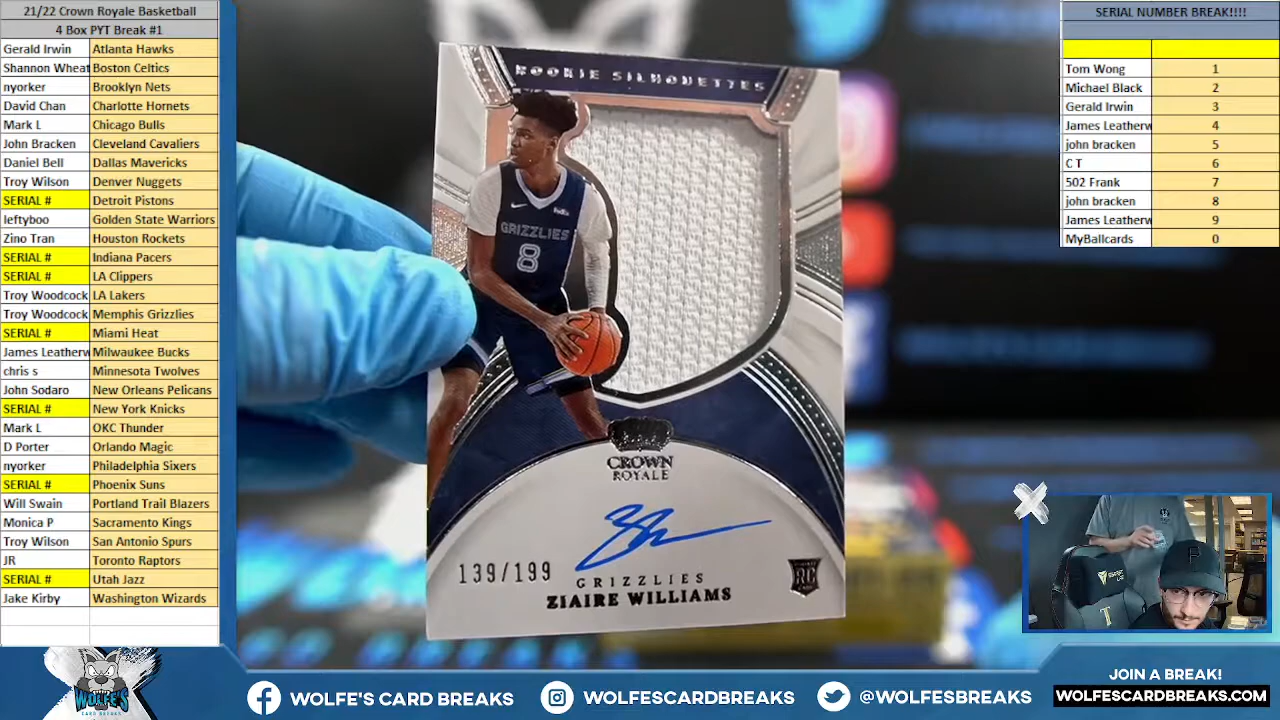 21/22 Crown Royale Basketball
4 Box PYT Break #1
Gerald Irwin Atlanta Hawks
Shannon Wheat Boston Celtics
nyorker Brooklyn Nets
David Chan Charlotte Hornets
Mark L Chicago Bulls
John Bracken Cleveland Cavaliers
Daniel Bell Dallas Mavericks
Troy Wilson Denver Nuggets
SERIAL # Detroit Pistons
leftyboo Golden State Warriors
Zino Tran Houston Rockets
SERIAL # Indiana Pacers
SERIAL # LA Clippers
Troy Woodcock LA Lakers
Troy Woodcock Memphis Grizzlies
SERIAL # Miami Heat
James Leatherw Milwaukee Bucks
chris s Minnesota Twolves
John Sodaro New Orleans Pelicans
SERIAL # New York Knicks
Mark L OKC Thunder
D Porter Orlando Magic
nyorker Philadelphia Sixers
SERIAL # Phoenix Suns
Will Swain Portland Trail Blazers
Monica P Sacramento Kings
Troy Wilson San Antonio Spurs
JR Toronto Raptors
SERIAL # Utah Jazz
Jake Kirby Washington Wizards
ROOKIE SILHOUETTES
FedEx
GRIZZLIES
8
CROWN
ROYALE
139/199
GRIZZLIES
ZIAIRE WILLIAMS
RC
SERIAL NUMBER BREAK!!!!
Tom Wong 1
Michael Black 2
Gerald Irwin 3
James Leatherw 4
john bracken 5
C T 6
502 Frank 7
john bracken 8
James Leatherw 9
MyBallcards 0
WOLFE'S
CARD BREAKS
WOLFE'S CARD BREAKS
WOLFESCARDBREAKS
@WOLFESBREAKS
JOIN A BREAK!
WOLFESCARDBREAKS.COM